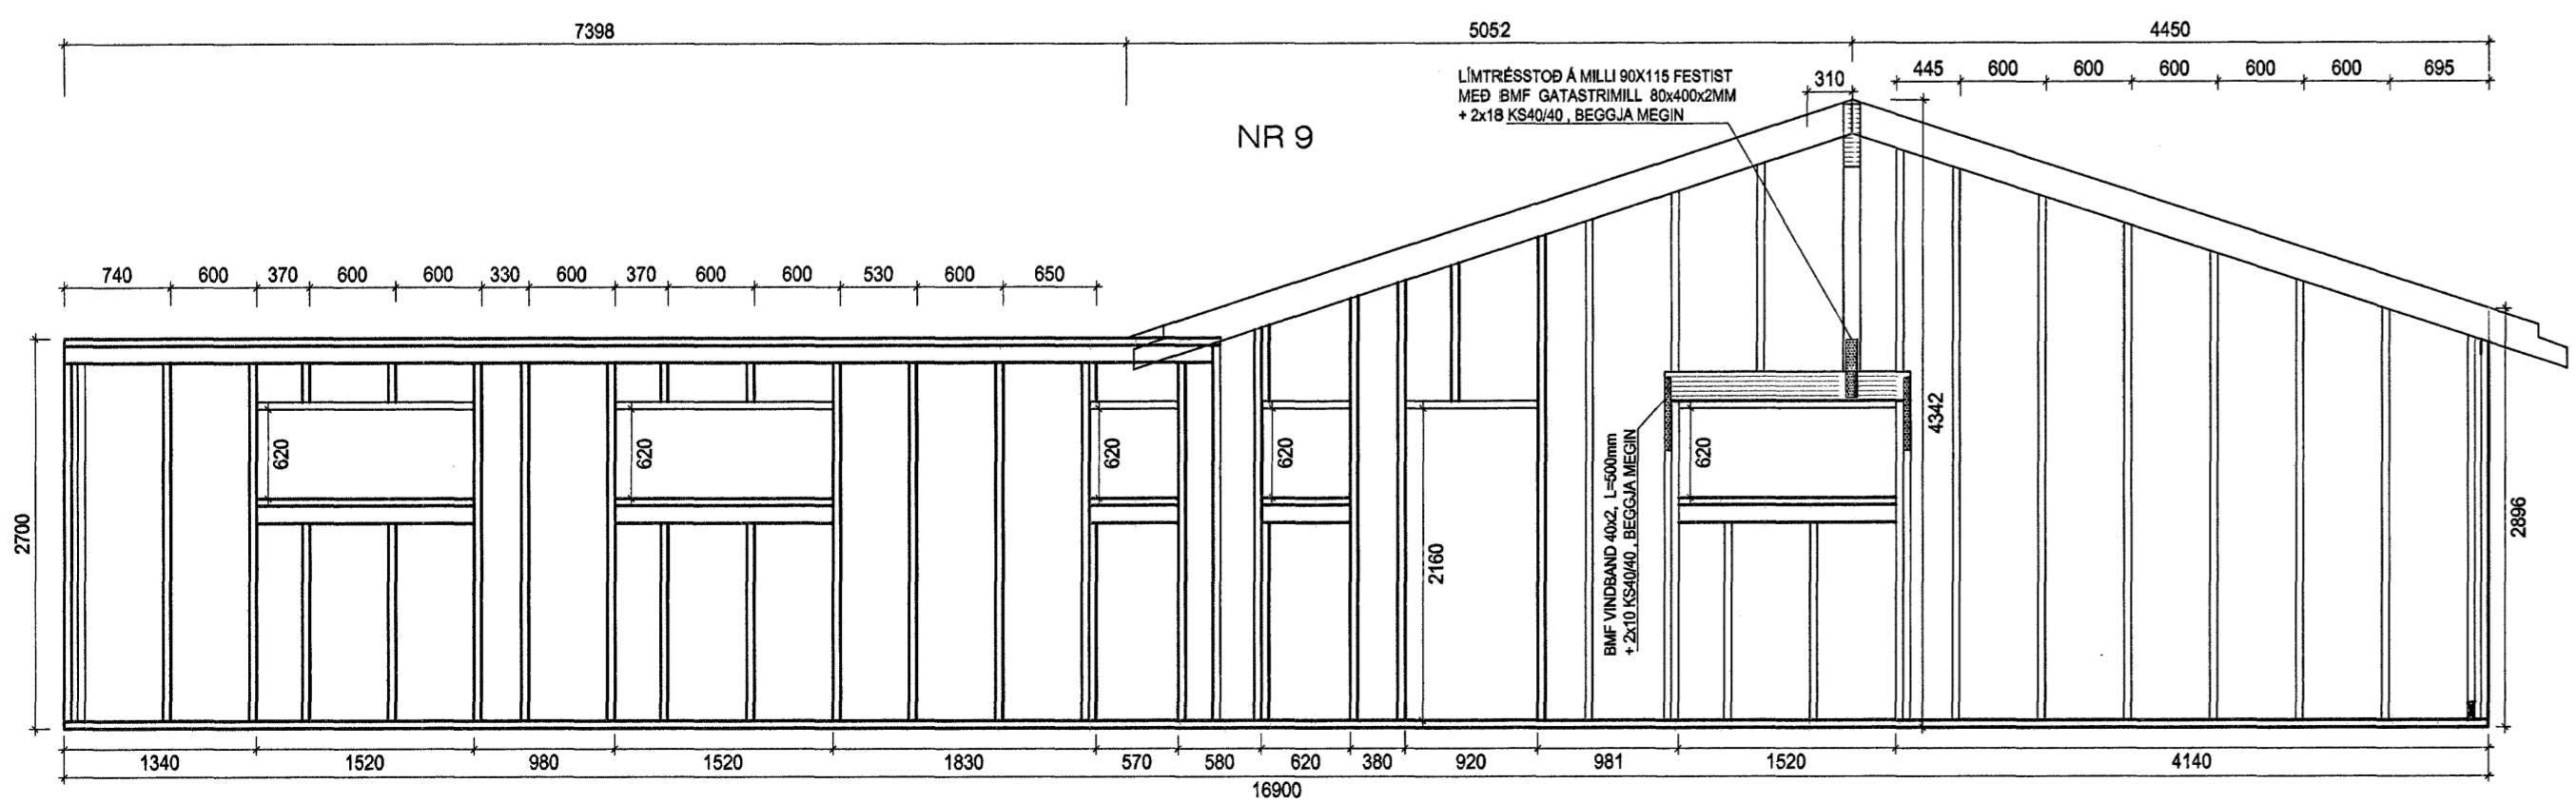 7398 5052 4450
LÍMTRÉSSTOÐ Á MILLI 90X115 FESTIST
MEÐ BMF GATASTRIMILL 80x400x2MM
+ 2x18 KS40/40 , BEGGJA MEGIN
310
445 600 600 600 600 600 695
NR 9
740 600 370 600 600 330 600 370 600 600 530 600 650
2700
620
620
620
620
2160
BMF VINDBAND 40x2, L=500mm
+ 2x10 KS40/40 , BEGGJA MEGIN
620
4342
2896
1340 1520 980 1520 1830 570 580 620 380 920 981 1520 4140
16900